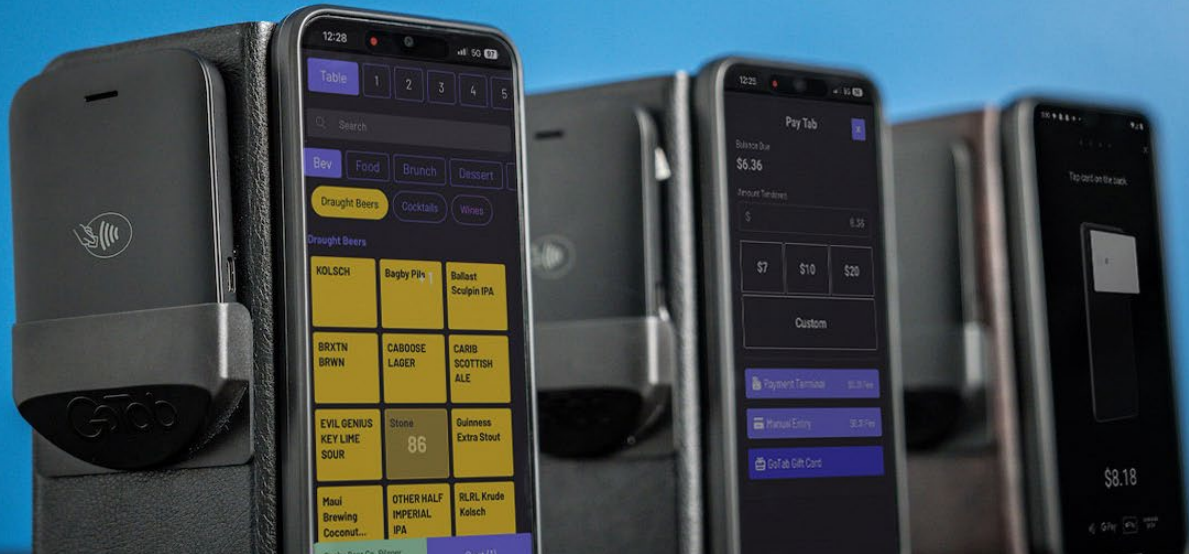 12:28
5G 87
Table 1 2 3 4 5
Search
Bev Food Brunch Dessert
Draught Beers Cocktails Wines
Draught Beers
KOLSCH
Bagby Pils +1
Ballast
Sculpin IPA
BRXTN
BRWN
CABOOSE
LAGER
CARIB
SCOTTISH
ALE
EVIL GENIUS
KEY LIME
SOUR
Stone
86
Guinness
Extra Stout
Maui
Brewing
Coconut...
OTHER HALF
IMPERIAL
IPA
RLRL Krude
Kolsch
GoTab
12:25
Pay Tab
Balance Due
$6.36
Amount Tendered
$ 6.36
$7 $10 $20
Custom
Payment Terminal
Manual Entry
GoTab Gift Card
Tap card on the back
$8.18
G Pay